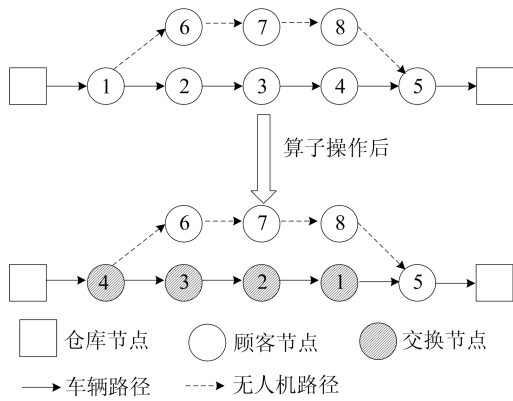 6 7 8
1 2 3 4 5
算子操作后
6 7 8
4 3 2 1 5
仓库节点 顾客节点 交换节点
车辆路径 无人机路径